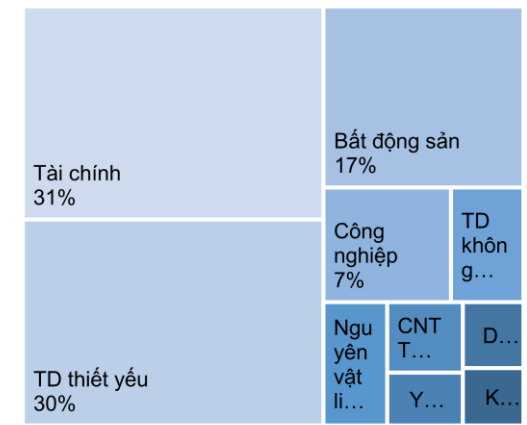 Tài chính
31%
TD thiết yếu
30%
Bất động sản
17%
Công
nghiệp
7%
TD
khôn
g…
Ngu
yên
vật
li…
CNT
T…
Y…
D…
K…